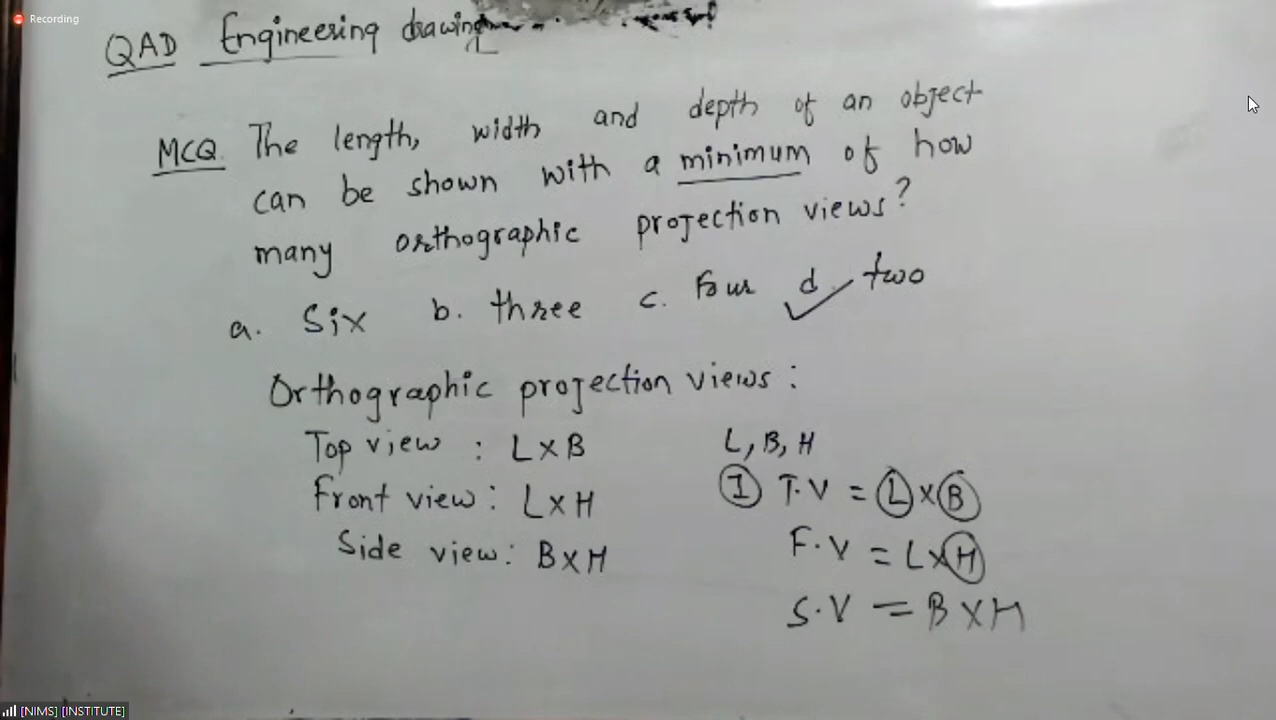 Recording
QAD Engineering drawing
MCQ. The length, width and depth of an object
can be shown with a minimum of how
many orthographic projection views?
a. Six b. three c. Four d. two
Orthographic projection views :
Top view : L×B
Front view : L×H
Side view : B×H
L, B, H
① T.V = L×B
F.V = L×H
S.V = B×H
[NIMS] [INSTITUTE]